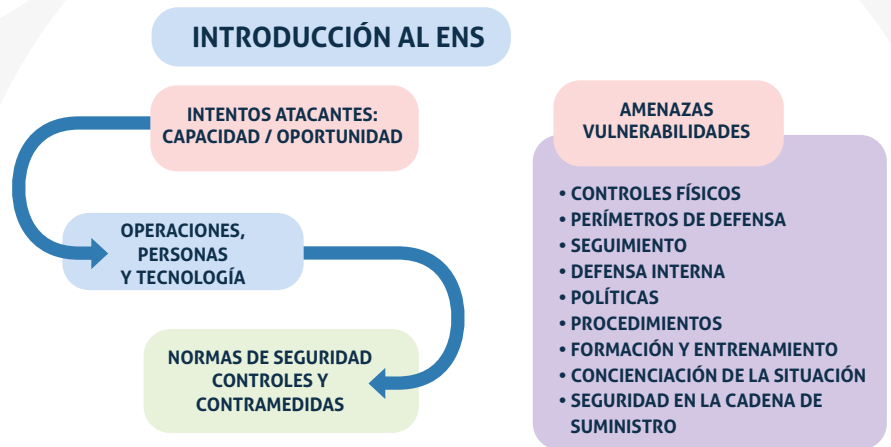 INTRODUCCIÓN AL ENS
INTENTOS ATACANTES:
CAPACIDAD / OPORTUNIDAD
OPERACIONES,
PERSONAS
Y TECNOLOGÍA
NORMAS DE SEGURIDAD
CONTROLES Y
CONTRAMEDIDAS
AMENAZAS
VULNERABILIDADES
• CONTROLES FÍSICOS
• PERÍMETROS DE DEFENSA
• SEGUIMIENTO
• DEFENSA INTERNA
• POLÍTICAS
• PROCEDIMIENTOS
• FORMACIÓN Y ENTRENAMIENTO
• CONCIENCIACIÓN DE LA SITUACIÓN
• SEGURIDAD EN LA CADENA DE
SUMINISTRO